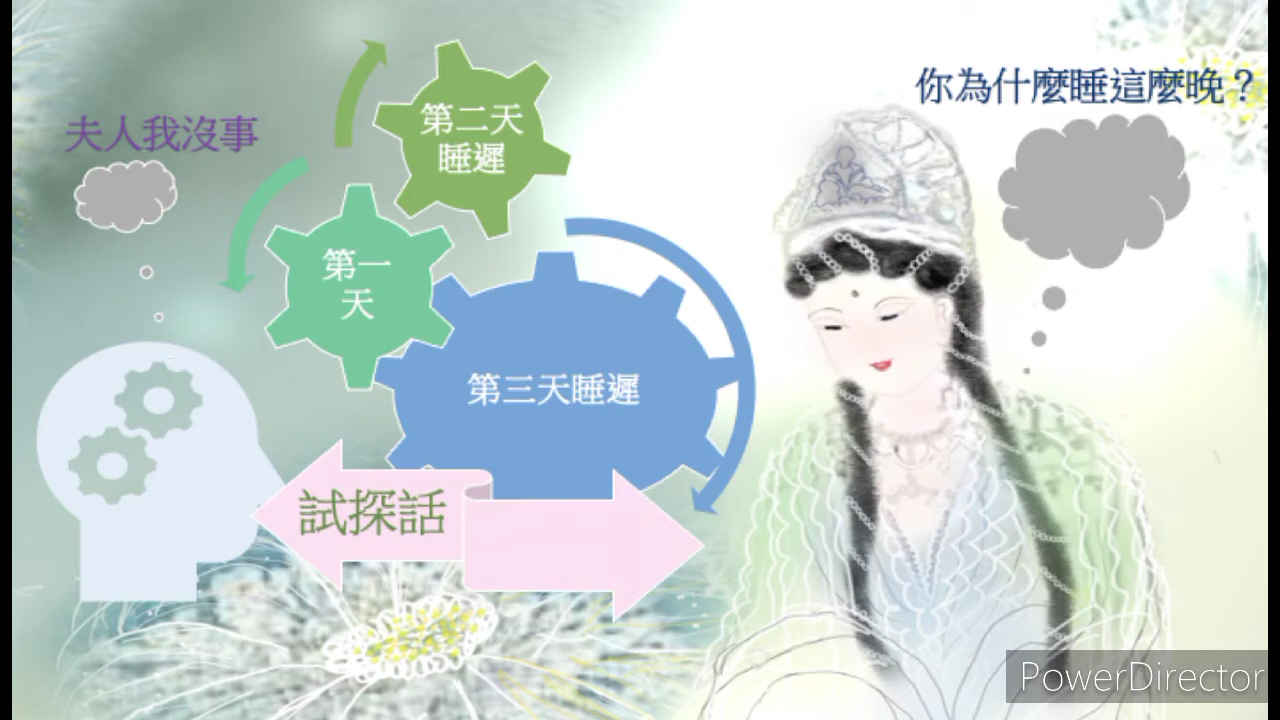 你為什麼睡這麼晚？
夫人我沒事
第二天
睡遲
第一
天
第三天睡遲
試探話
PowerDirector